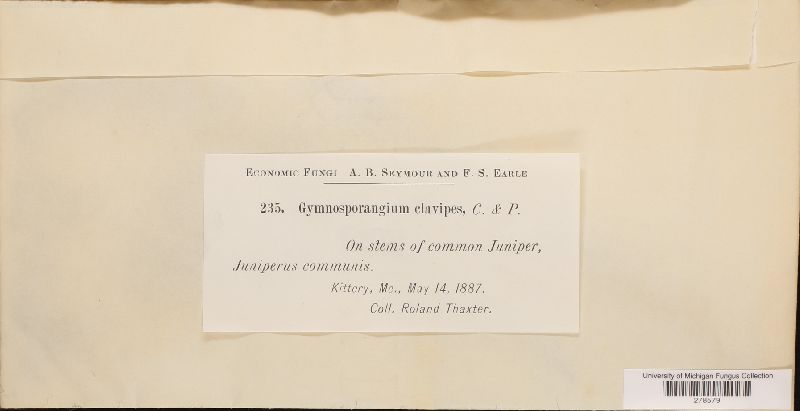 Economic Fungi A. B. Seymour and F. S. Earle
235. Gymnosporangium clavipes, C. & P.
On stems of common Juniper,
Juniperus communis.
Kittery, Me., May 14, 1887.
Coll. Roland Thaxter.
University of Michigan Fungus Collection
278579